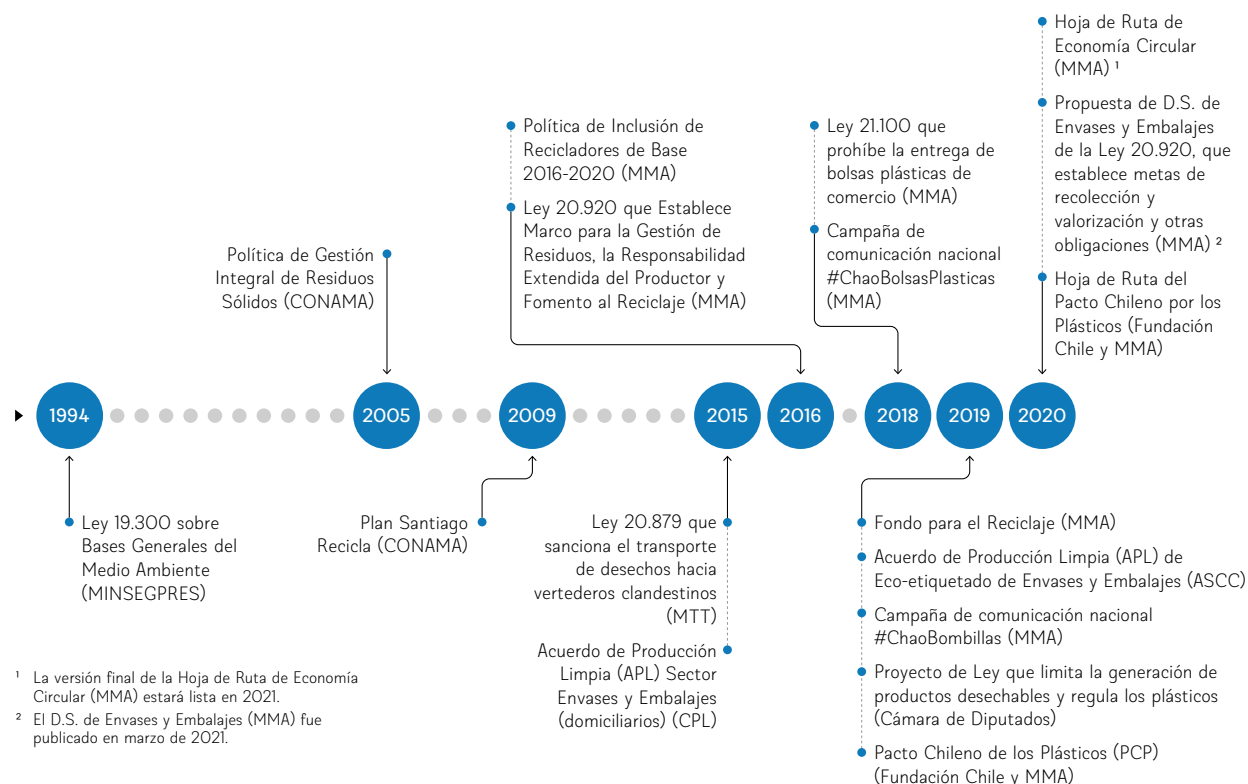 Hoja de Ruta de
Economía Circular
(MMA) ¹
Propuesta de D.S. de
Envases y Embalajes
de la Ley 20.920, que
establece metas de
recolección y
valorización y otras
obligaciones (MMA) ²
Hoja de Ruta del
Pacto Chileno por los
Plásticos (Fundación
Chile y MMA)
Política de Inclusión de
Recicladores de Base
2016-2020 (MMA)
Ley 20.920 que Establece
Marco para la Gestión de
Residuos, la Responsabilidad
Extendida del Productor y
Fomento al Reciclaje (MMA)
Ley 21.100 que
prohíbe la entrega de
bolsas plásticas de
comercio (MMA)
Campaña de
comunicación nacional
#ChaoBolsasPlasticas
(MMA)
Política de Gestión
Integral de Residuos
Sólidos (CONAMA)
1994
2005
2009
2015
2016
2018
2019
2020
Ley 19.300 sobre
Bases Generales del
Medio Ambiente
(MINSEGPRES)
Plan Santiago
Recicla (CONAMA)
Ley 20.879 que
sanciona el transporte
de desechos hacia
vertederos clandestinos
(MTT)
Acuerdo de Producción
Limpia (APL) Sector
Envases y Embalajes
(domiciliarios) (CPL)
Fondo para el Reciclaje (MMA)
Acuerdo de Producción Limpia (APL) de
Eco-etiquetado de Envases y Embalajes (ASCC)
Campaña de comunicación nacional
#ChaoBombillas (MMA)
Proyecto de Ley que limita la generación de
productos desechables y regula los plásticos
(Cámara de Diputados)
Pacto Chileno de los Plásticos (PCP)
(Fundación Chile y MMA)
¹ La versión final de la Hoja de Ruta de Economía
Circular (MMA) estará lista en 2021.
² El D.S. de Envases y Embalajes (MMA) fue
publicado en marzo de 2021.